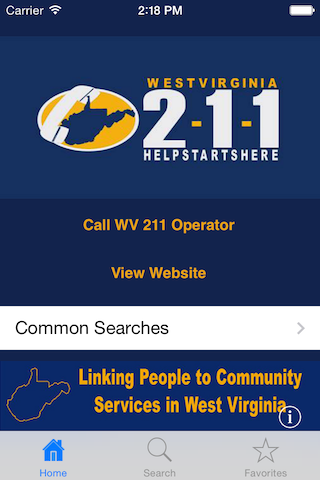 Carrier 2:18 PM
WESTVIRGINIA
2-1-1
HELPSTARTSHERE
Call WV 211 Operator
View Website
Common Searches
Linking People to Community
Services in West Virginia
i
Home Search Favorites